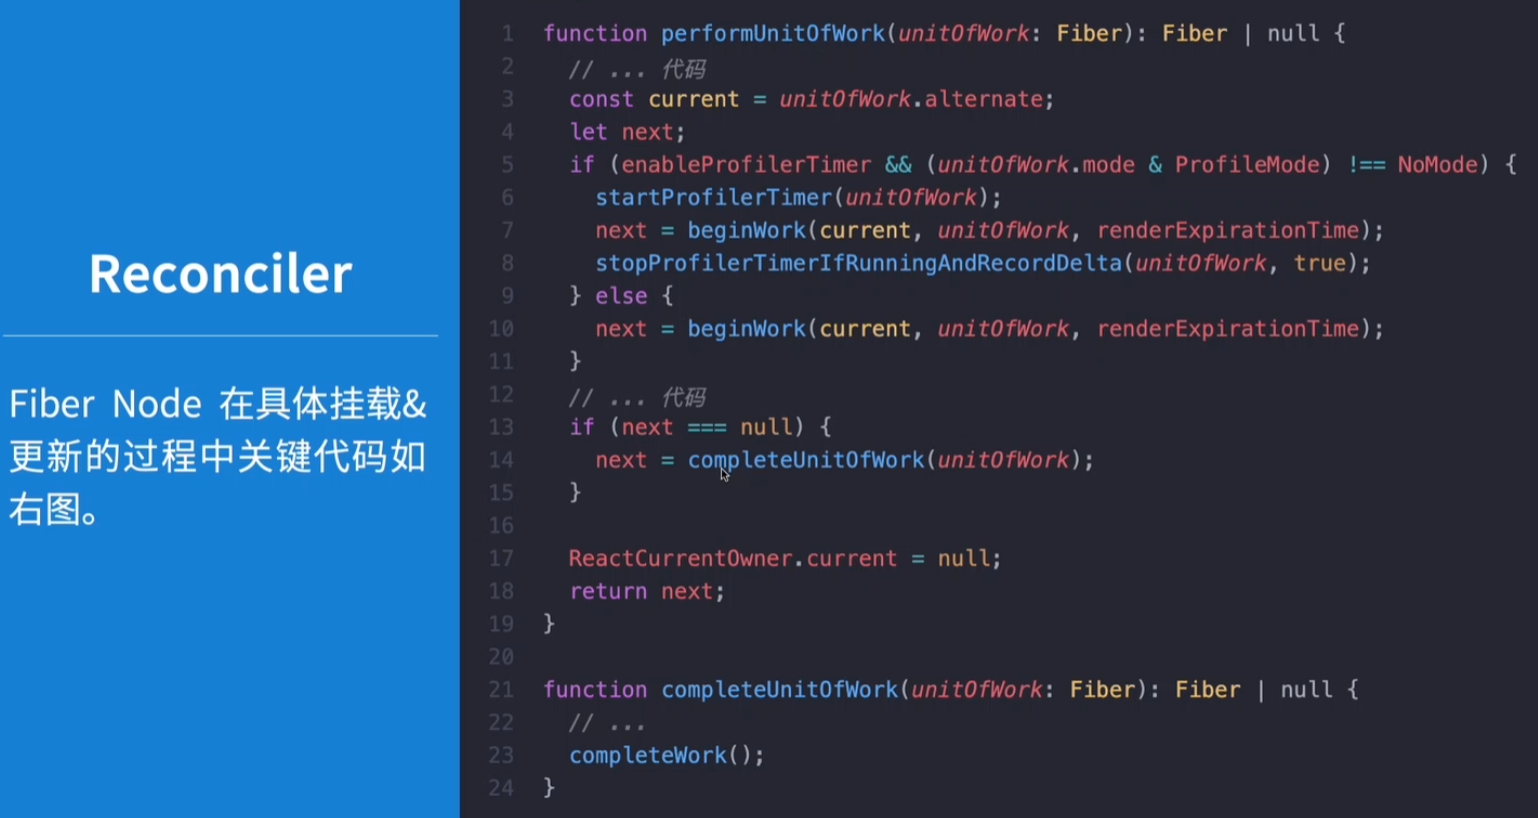 Reconciler
Fiber Node 在具体挂载&
更新的过程中关键代码如
右图。
1 function performUnitOfWork(unitOfWork: Fiber): Fiber | null {
2 // ... 代码
3 const current = unitOfWork.alternate;
4 let next;
5 if (enableProfilerTimer && (unitOfWork.mode & ProfileMode) !== NoMode) {
6 startProfilerTimer(unitOfWork);
7 next = beginWork(current, unitOfWork, renderExpirationTime);
8 stopProfilerTimerIfRunningAndRecordDelta(unitOfWork, true);
9 } else {
10 next = beginWork(current, unitOfWork, renderExpirationTime);
11 }
12 // ... 代码
13 if (next === null) {
14 next = completeUnitOfWork(unitOfWork);
15 }
16
17 ReactCurrentOwner.current = null;
18 return next;
19 }
20
21 function completeUnitOfWork(unitOfWork: Fiber): Fiber | null {
22 // ...
23 completeWork();
24 }